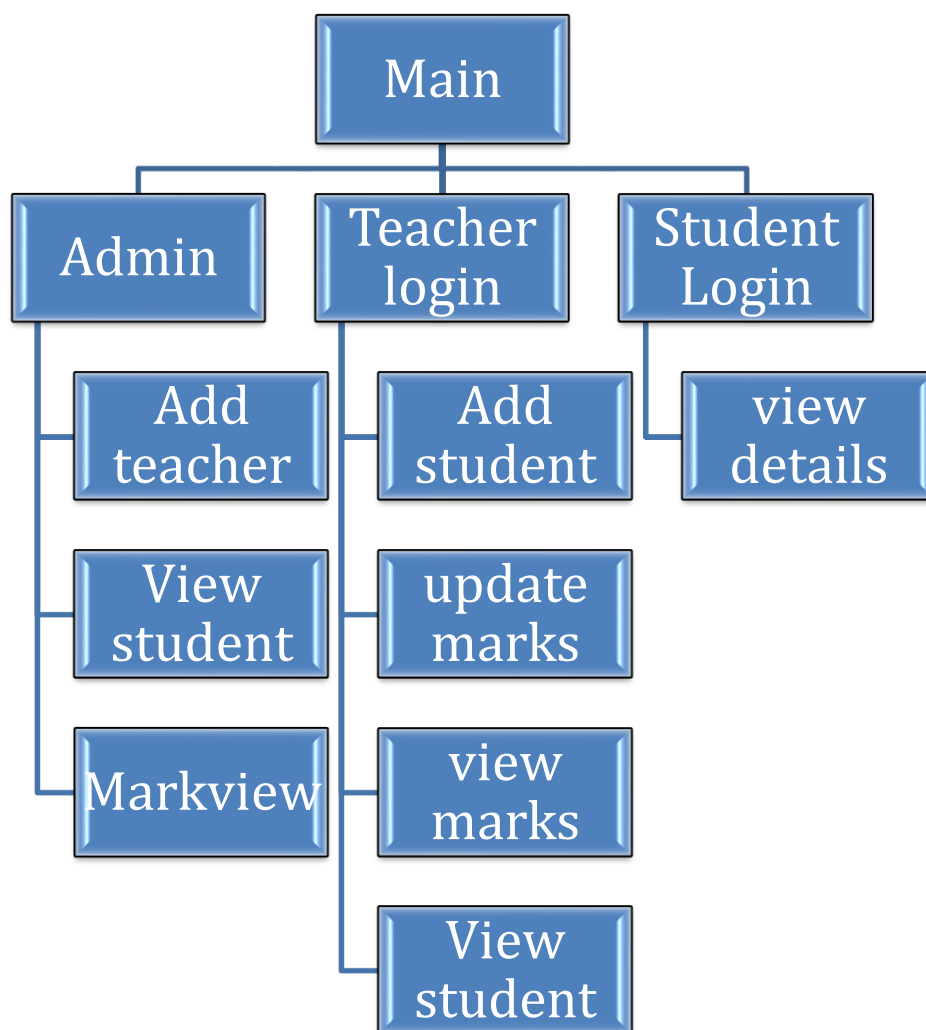 Main
Admin
Teacher
login
Student
Login
Add
teacher
Add
student
view
details
View
student
update
marks
Markview
view
marks
View
student